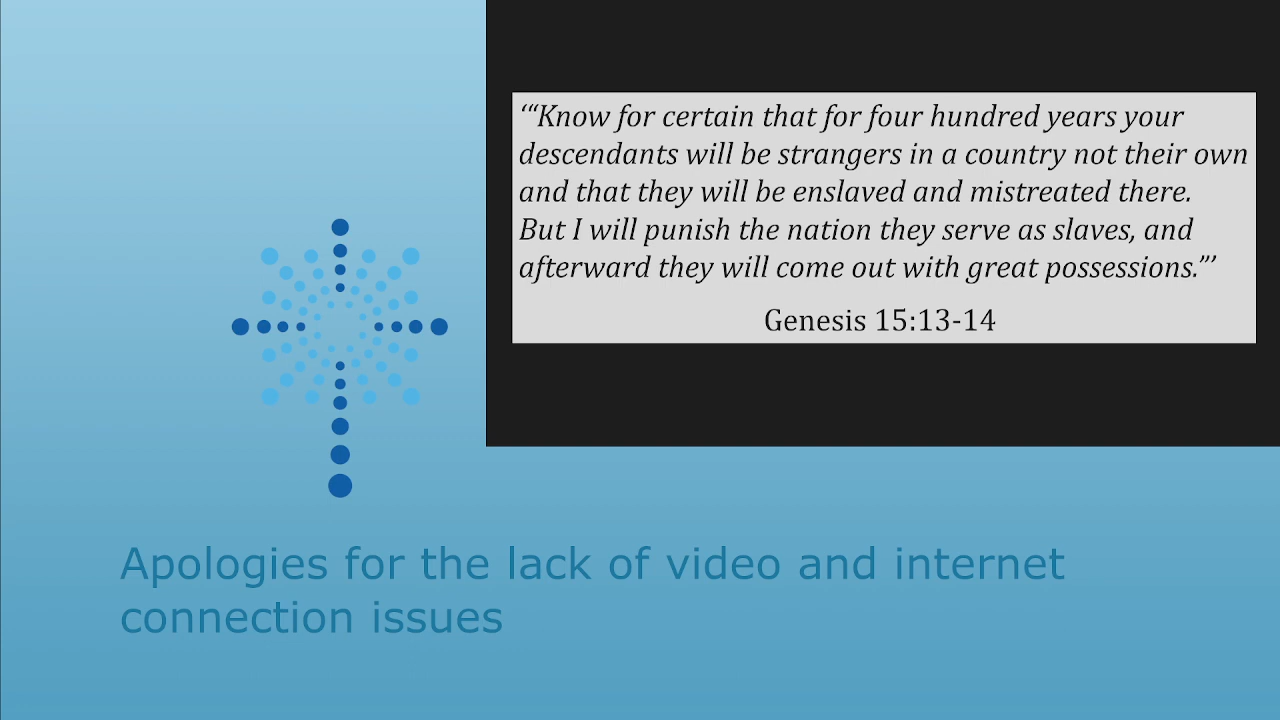 ‘“Know for certain that for four hundred years your
descendants will be strangers in a country not their own
and that they will be enslaved and mistreated there.
But I will punish the nation they serve as slaves, and
afterward they will come out with great possessions.”’
Genesis 15:13-14
Apologies for the lack of video and internet
connection issues